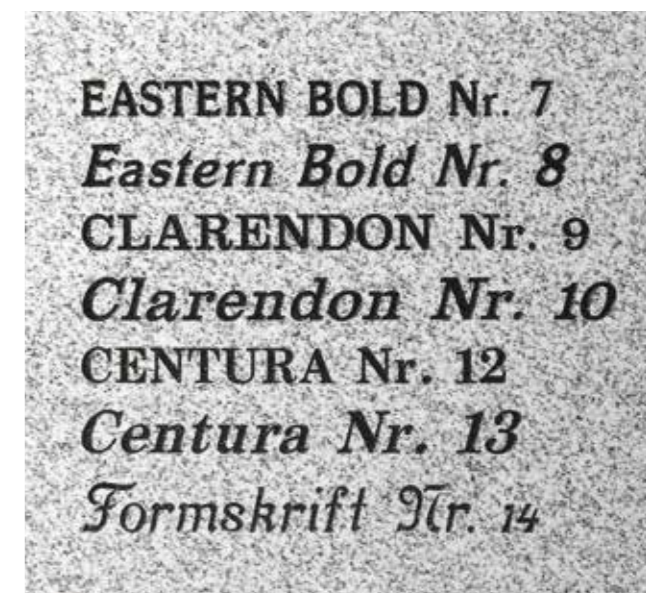 EASTERN BOLD Nr. 7
Eastern Bold Nr. 8
CLARENDON Nr. 9
Clarendon Nr. 10
CENTURA Nr. 12
Centura Nr. 13
Formskrift Nr. 14